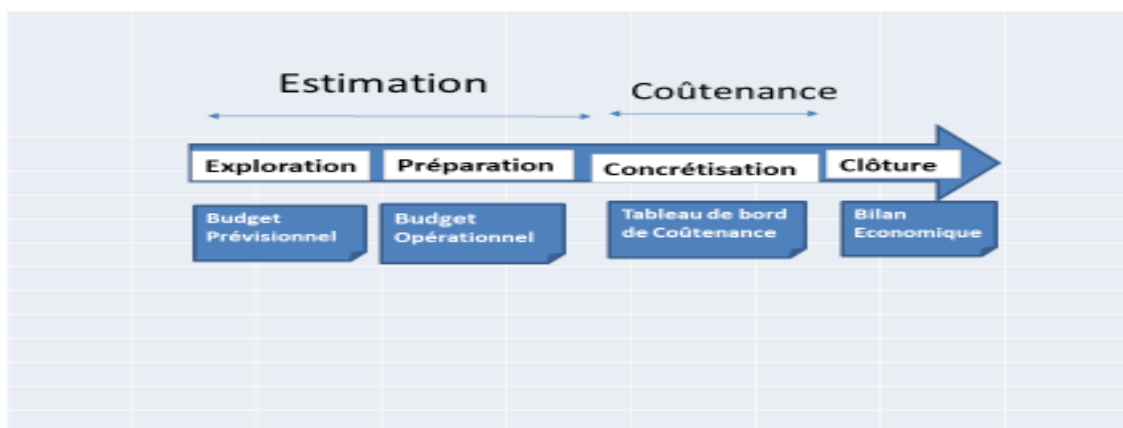 Estimation
Coûtenance
Exploration
Préparation
Concrétisation
Clôture
Budget
Prévisionnel
Budget
Opérationnel
Tableau de bord
de Coûtenance
Bilan
Economique